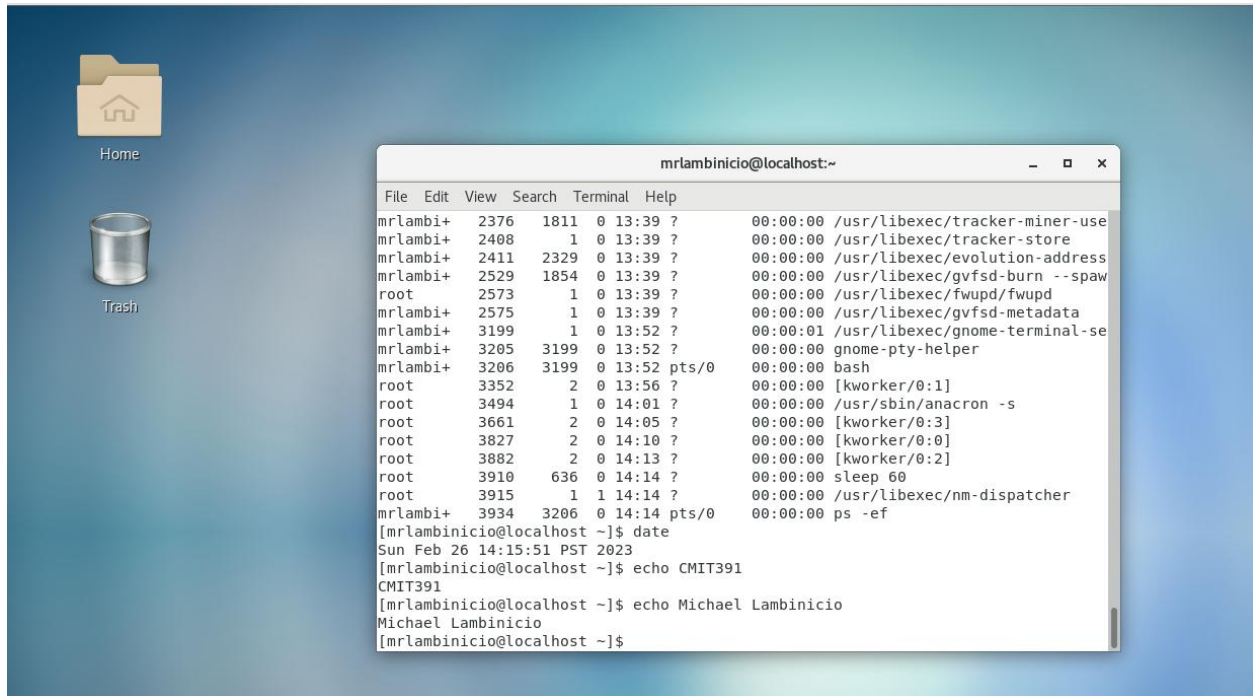 Home
Trash
mrlambinicio@localhost:~
File Edit View Search Terminal Help
mrlambi+ 2376 1811 0 13:39 ? 00:00:00 /usr/libexec/tracker-miner-use
mrlambi+ 2408 1 0 13:39 ? 00:00:00 /usr/libexec/tracker-store
mrlambi+ 2411 2329 0 13:39 ? 00:00:00 /usr/libexec/evolution-address
mrlambi+ 2529 1854 0 13:39 ? 00:00:00 /usr/libexec/gvfsd-burn --spaw
root 2573 1 0 13:39 ? 00:00:00 /usr/libexec/fwupd/fwupd
mrlambi+ 2575 1 0 13:39 ? 00:00:00 /usr/libexec/gvfsd-metadata
mrlambi+ 3199 1 0 13:52 ? 00:00:01 /usr/libexec/gnome-terminal-se
mrlambi+ 3205 3199 0 13:52 ? 00:00:00 gnome-pty-helper
mrlambi+ 3206 3199 0 13:52 pts/0 00:00:00 bash
root 3352 2 0 13:56 ? 00:00:00 [kworker/0:1]
root 3494 1 0 14:01 ? 00:00:00 /usr/sbin/anacron -s
root 3661 2 0 14:05 ? 00:00:00 [kworker/0:3]
root 3827 2 0 14:10 ? 00:00:00 [kworker/0:0]
root 3882 2 0 14:13 ? 00:00:00 [kworker/0:2]
root 3910 636 0 14:14 ? 00:00:00 sleep 60
root 3915 1 1 14:14 ? 00:00:00 /usr/libexec/nm-dispatcher
mrlambi+ 3934 3206 0 14:14 pts/0 00:00:00 ps -ef
[mrlambinicio@localhost ~]$ date
Sun Feb 26 14:15:51 PST 2023
[mrlambinicio@localhost ~]$ echo CMIT391
CMIT391
[mrlambinicio@localhost ~]$ echo Michael Lambinicio
Michael Lambinicio
[mrlambinicio@localhost ~]$